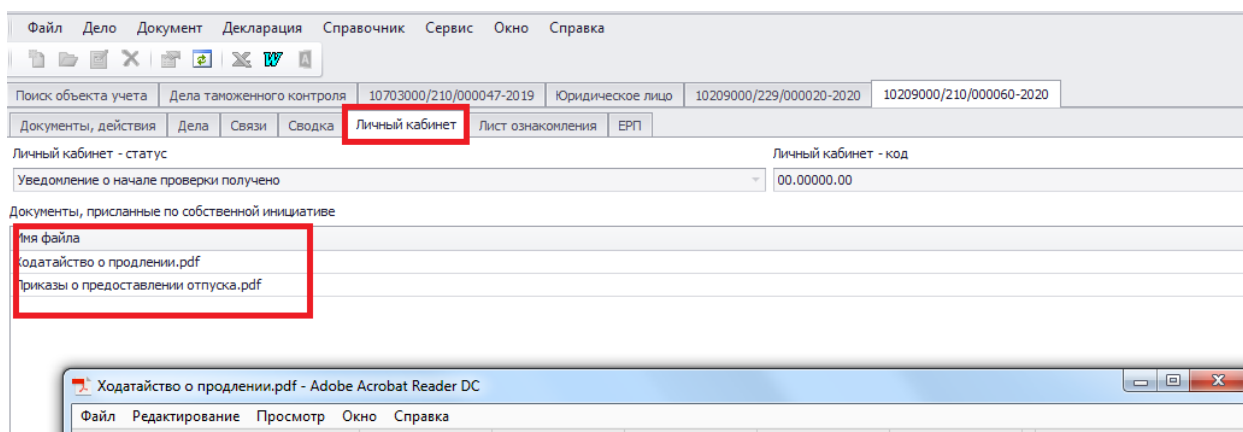 Файл Дело Документ Декларация Справочник Сервис Окно Справка
Поиск объекта учета Дела таможенного контроля 10703000/210/000047-2019 Юридическое лицо 10209000/229/000020-2020 10209000/210/000060-2020
Документы, действия Дела Связи Сводка Личный кабинет Лист ознакомления ЕРП
Личный кабинет - статус Личный кабинет - код
Уведомление о начале проверки получено 00.00000.00
Документы, присланные по собственной инициативе
Имя файла
Ходатайство о продлении.pdf
Приказы о предоставлении отпуска.pdf
Ходатайство о продлении.pdf - Adobe Acrobat Reader DC
Файл Редактирование Просмотр Окно Справка